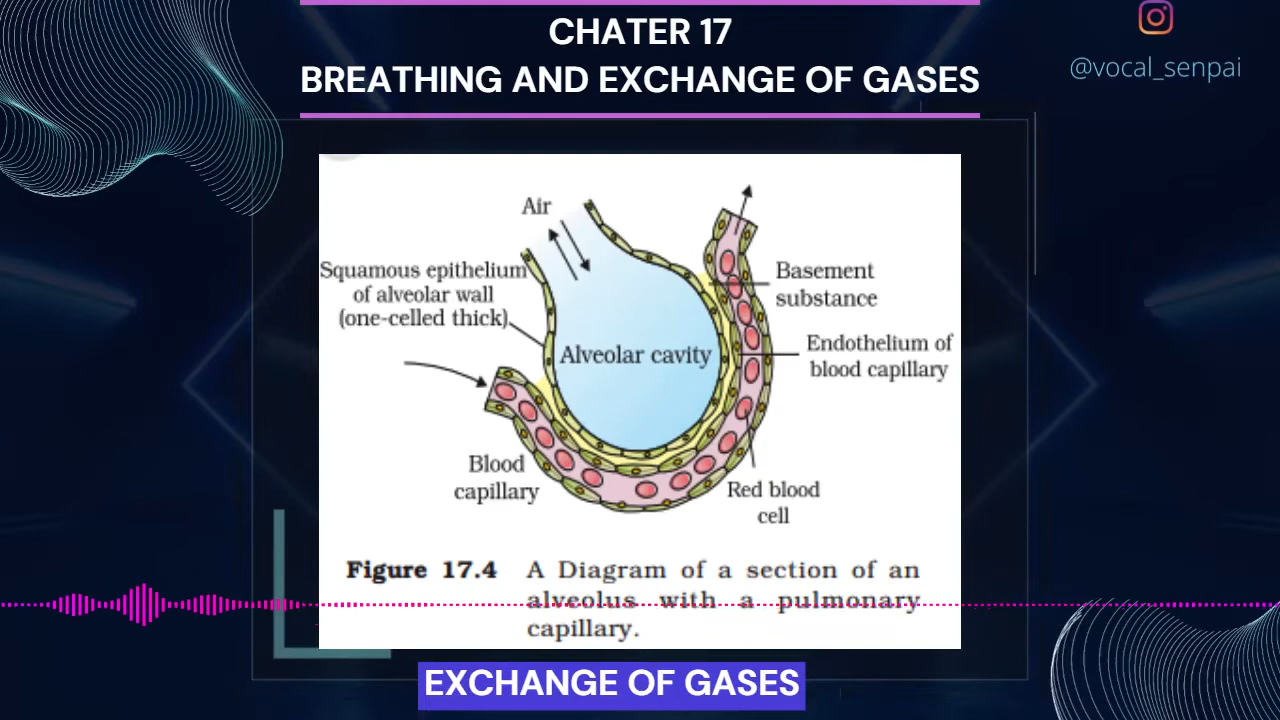 CHATER 17
BREATHING AND EXCHANGE OF GASES
@vocal_senpai
Air
Squamous epithelium
of alveolar wall
(one-celled thick)
Alveolar cavity
Basement
substance
Endothelium of
blood capillary
Blood
capillary
Red blood
cell
Figure 17.4 A Diagram of a section of an
alveolus with a pulmonary
capillary.
EXCHANGE OF GASES